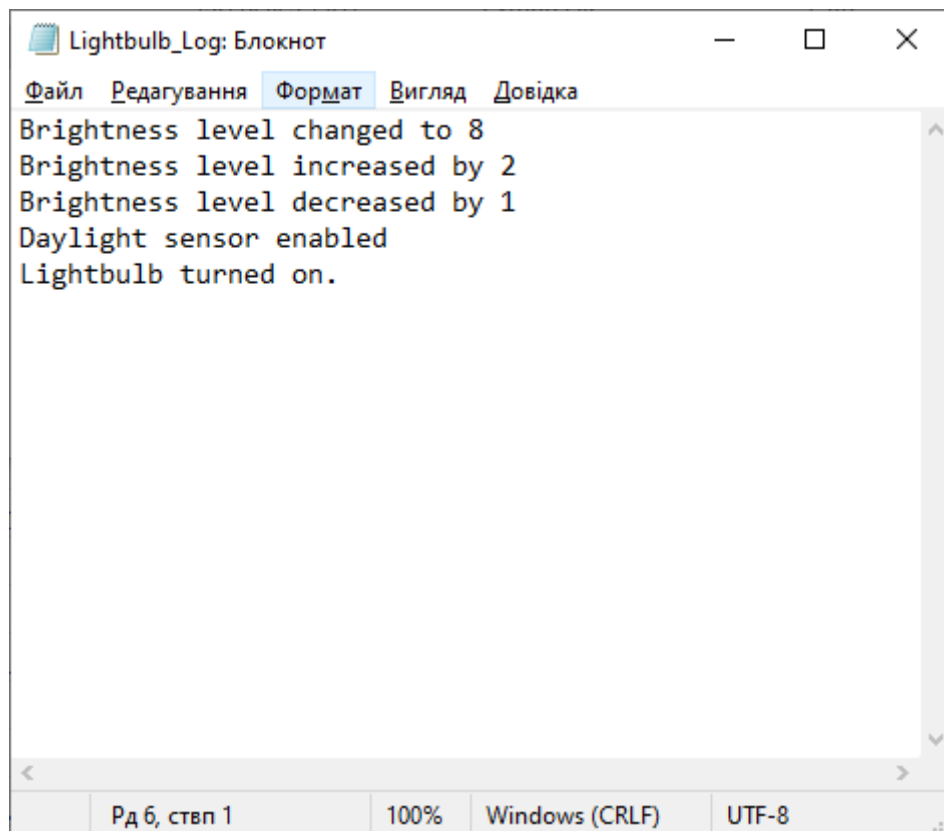 Lightbulb_Log: Блокнот
Файл Редагування Формат Вигляд Довідка
Brightness level changed to 8
Brightness level increased by 2
Brightness level decreased by 1
Daylight sensor enabled
Lightbulb turned on.
Рд 6, ствп 1 100% Windows (CRLF) UTF-8